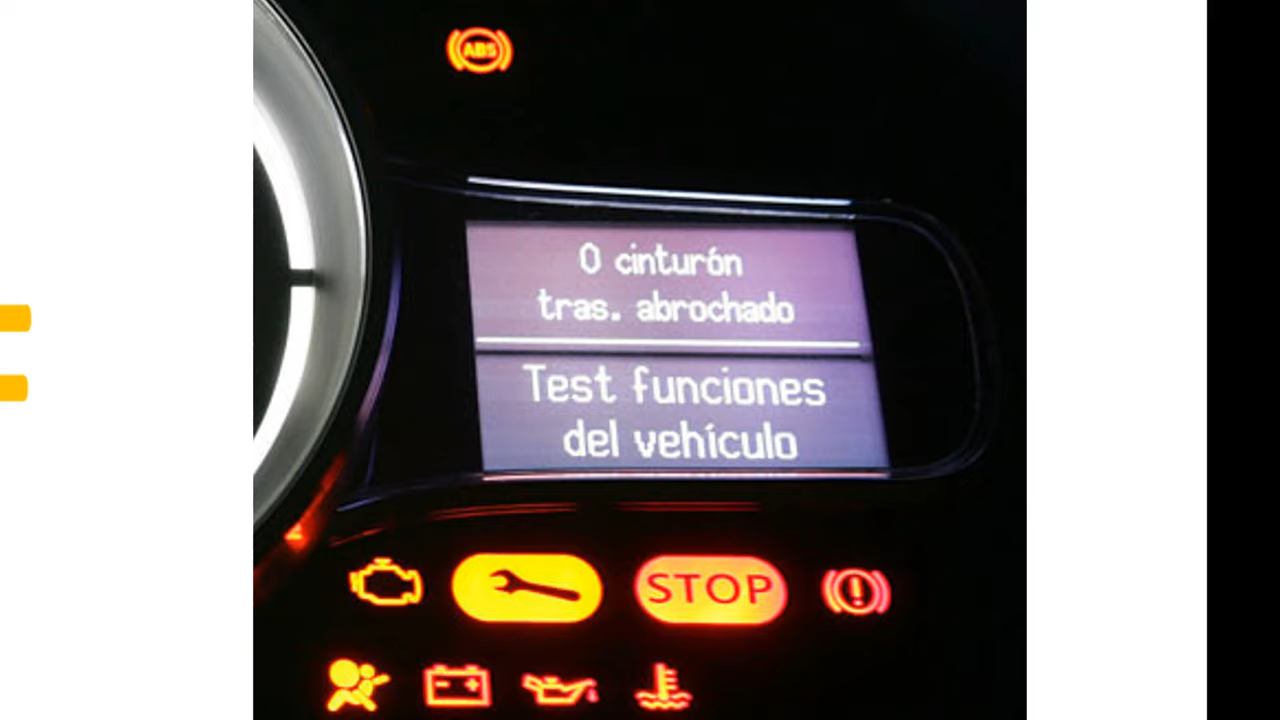 ABS
0 cinturón
tras. abrochado
Test funciones
del vehículo
STOP